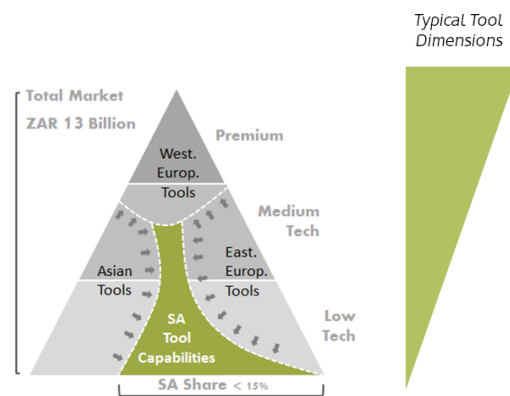 Typical Tool
Dimensions
Total Market
ZAR 13 Billion
Premium
West.
Europ.
Tools
Medium
Tech
Asian
Tools
East.
Europ.
Tools
Low
Tech
SA
Tool
Capabilities
SA Share < 15%